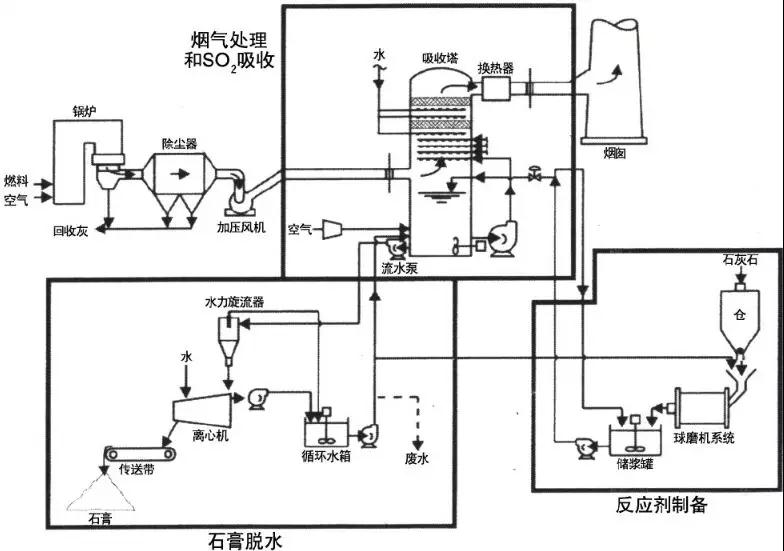 烟气处理
和SO₂吸收
水
吸收塔
换热器
锅炉
除尘器
烟囱
燃料
空气
回收灰
加压风机
空气
流水泵
石灰石
水力旋流器
仓
水
离心机
循环水箱
废水
储浆罐
球磨机系统
传送带
石膏
反应剂制备
石膏脱水